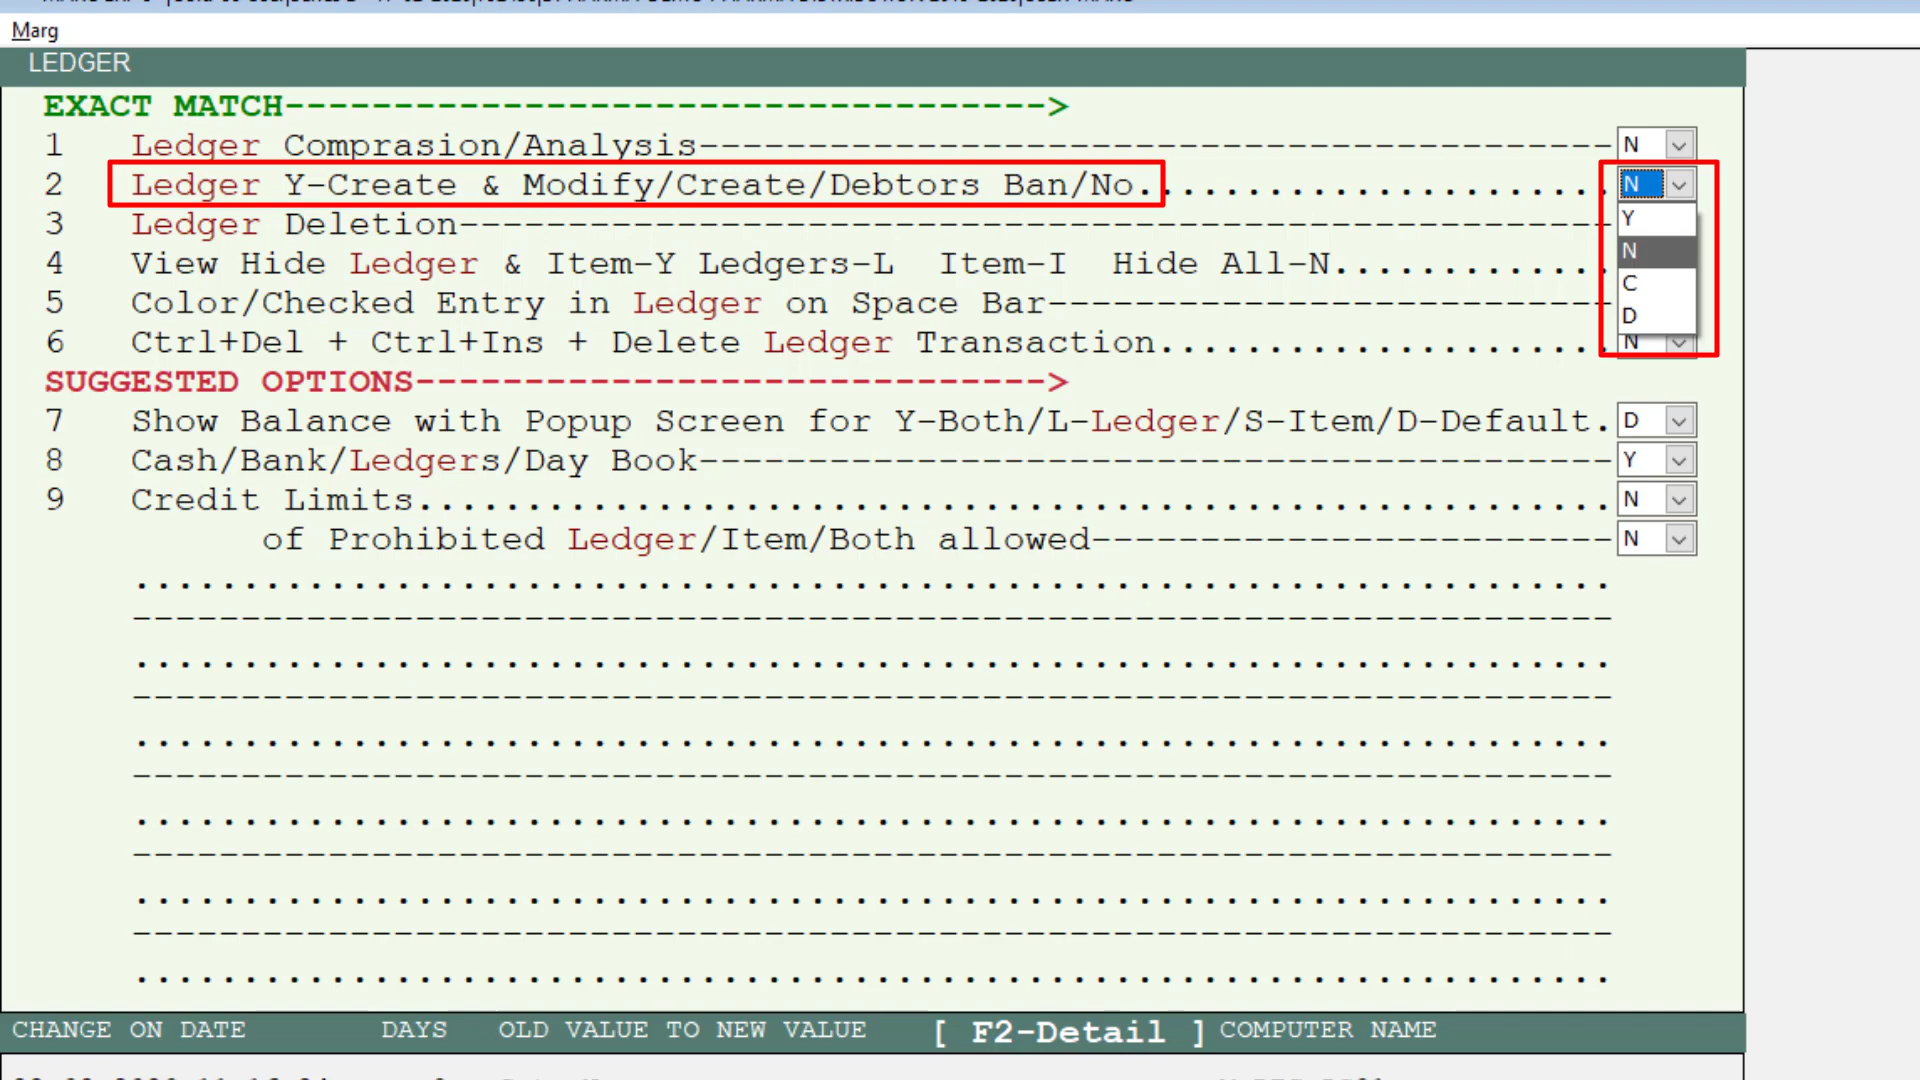 Marg
LEDGER
EXACT MATCH----------------------------------->
1 Ledger Comprasion/Analysis------------------------------------------ N
2 Ledger Y-Create & Modify/Create/Debtors Ban/No...................... N
Y
N
C
D
3 Ledger Deletion-----------------------------------------------------
4 View Hide Ledger & Item-Y Ledgers-L Item-I Hide All-N.............
5 Color/Checked Entry in Ledger on Space Bar--------------------------
6 Ctrl+Del + Ctrl+Ins + Delete Ledger Transaction..................... N
SUGGESTED OPTIONS----------------------------->
7 Show Balance with Popup Screen for Y-Both/L-Ledger/S-Item/D-Default. D
8 Cash/Bank/Ledgers/Day Book------------------------------------------ Y
9 Credit Limits....................................................... N
of Prohibited Ledger/Item/Both allowed------------------------ N
CHANGE ON DATE DAYS OLD VALUE TO NEW VALUE [ F2-Detail ] COMPUTER NAME